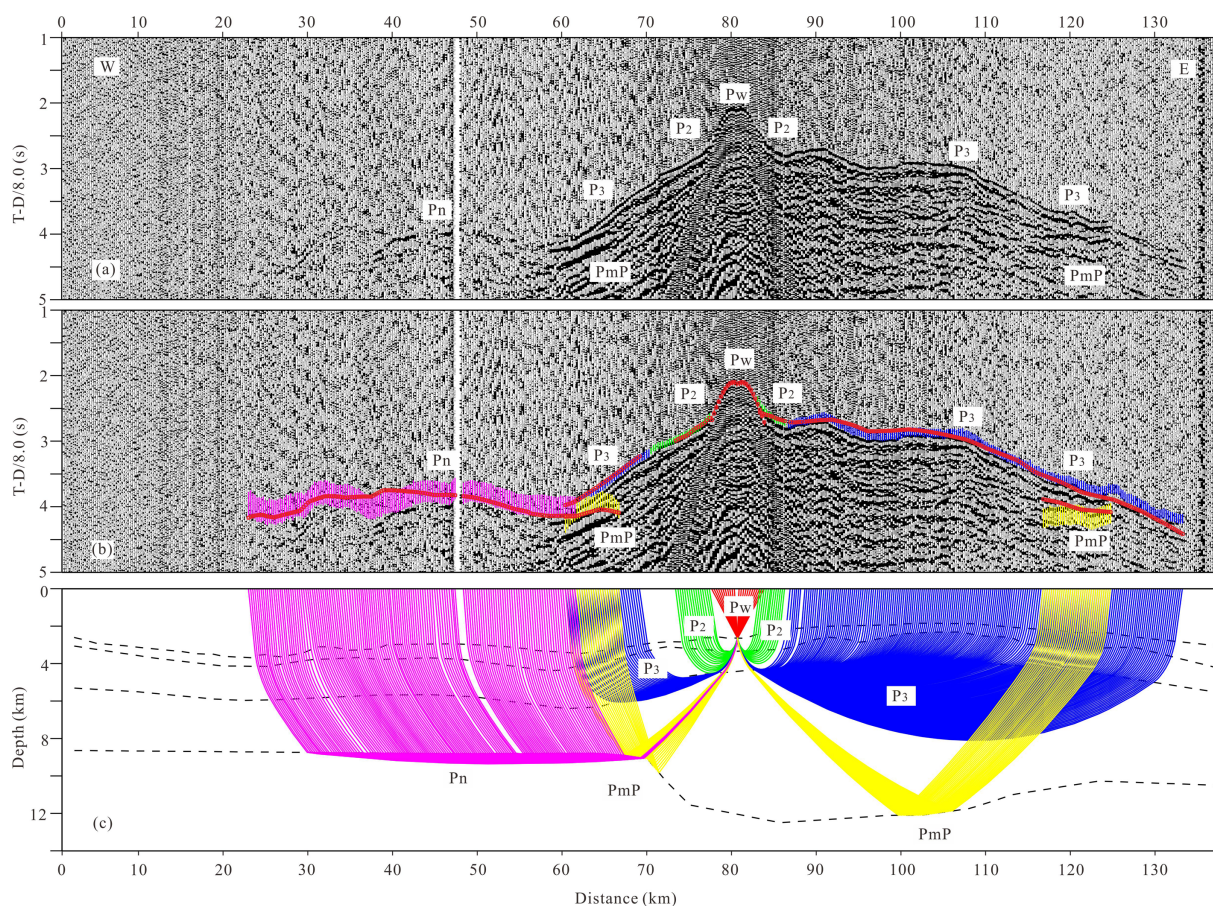 0 10 20 30 40 50 60 70 80 90 100 110 120 130
1
W
E
Pw
2
P2 P2
T-D/8.0 (s)
3
P3
P3
P3
Pn
4
(a)
PmP
PmP
5
1
2
Pw
P2 P2
T-D/8.0 (s)
3
P3
P3
Pn
P3
4
(b)
PmP
PmP
5
0
Pw
P2 P2
4
P3
P3
Depth (km)
8
Pn
PmP
12
(c)
PmP
0 10 20 30 40 50 60 70 80 90 100 110 120 130
Distance (km)